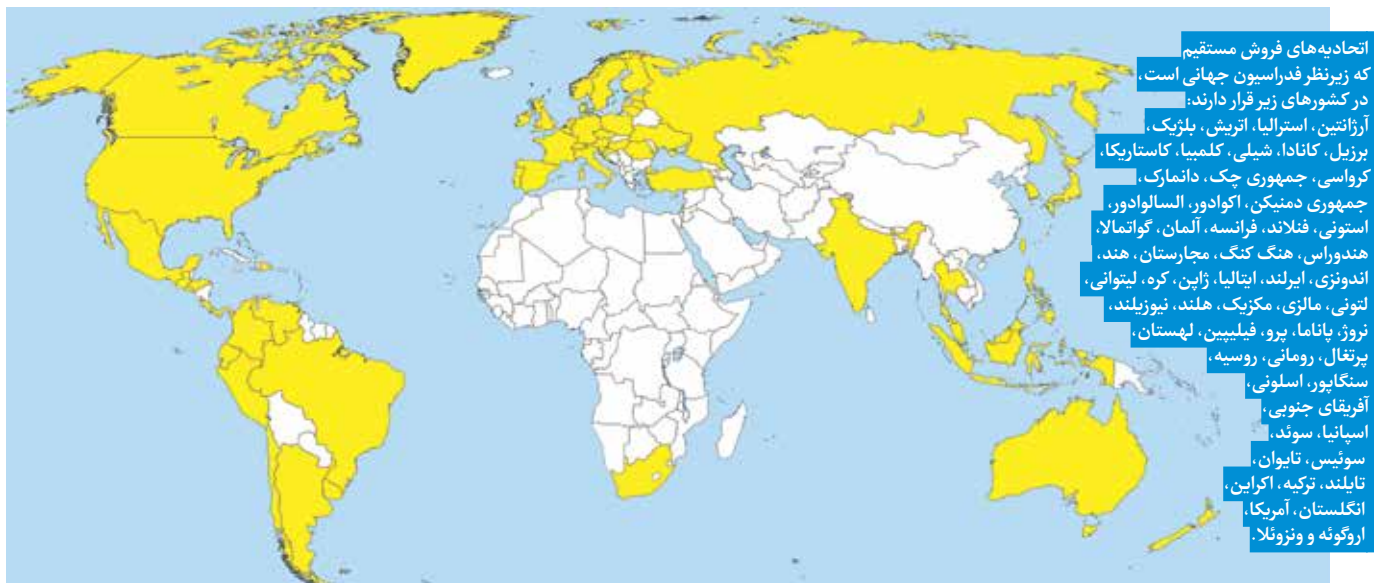 اتحادیه‌های فروش مستقیم
که زیرنظر فدراسیون جهانی است،
در کشورهای زیر قرار دارند:
آرژانتین، استرالیا، اتریش، بلژیک،
برزیل، کانادا، شیلی، کلمبیا، کاستاریکا،
کرواسی، جمهوری چک، دانمارک،
جمهوری دمنیکن، اکوادور، السالوادور،
استونی، فنلاند، فرانسه، آلمان، گواتمالا،
هندوراس، هنگ کنگ، مجارستان، هند،
اندونزی، ایرلند، ایتالیا، ژاپن، کره، لیتوانی،
لتونی، مالزی، مکزیک، هلند، نیوزیلند،
نروژ، پاناما، پرو، فیلیپین، لهستان،
پرتغال، رومانی، روسیه،
سنگاپور، اسلونی،
آفریقای جنوبی،
اسپانیا، سوئد،
سوئیس، تایوان،
تایلند، ترکیه، اکراین،
انگلستان، آمریکا،
اروگوئه و ونزوئلا.